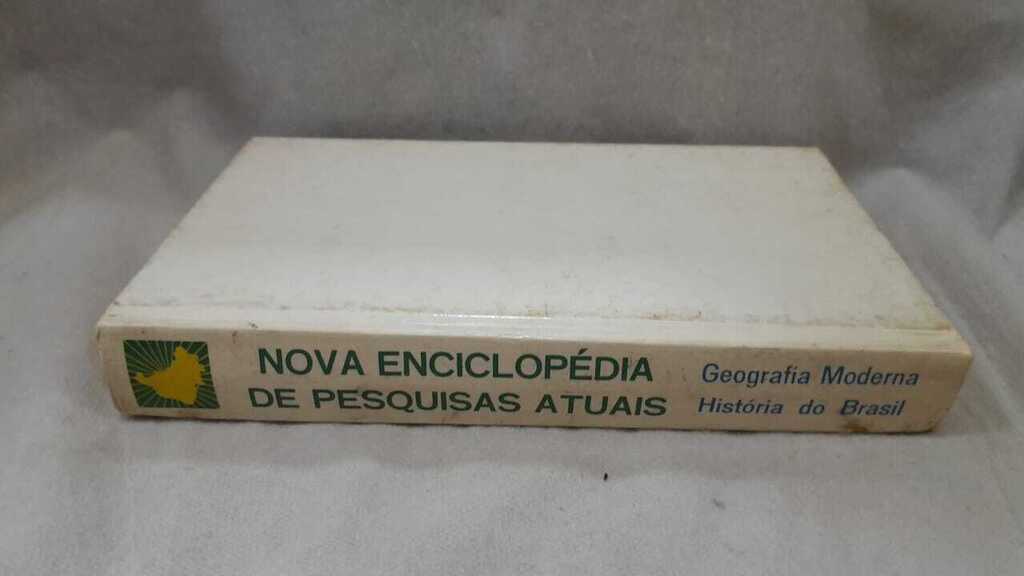 NOVA ENCICLOPÉDIA
DE PESQUISAS ATUAIS
Geografia Moderna
História do Brasil